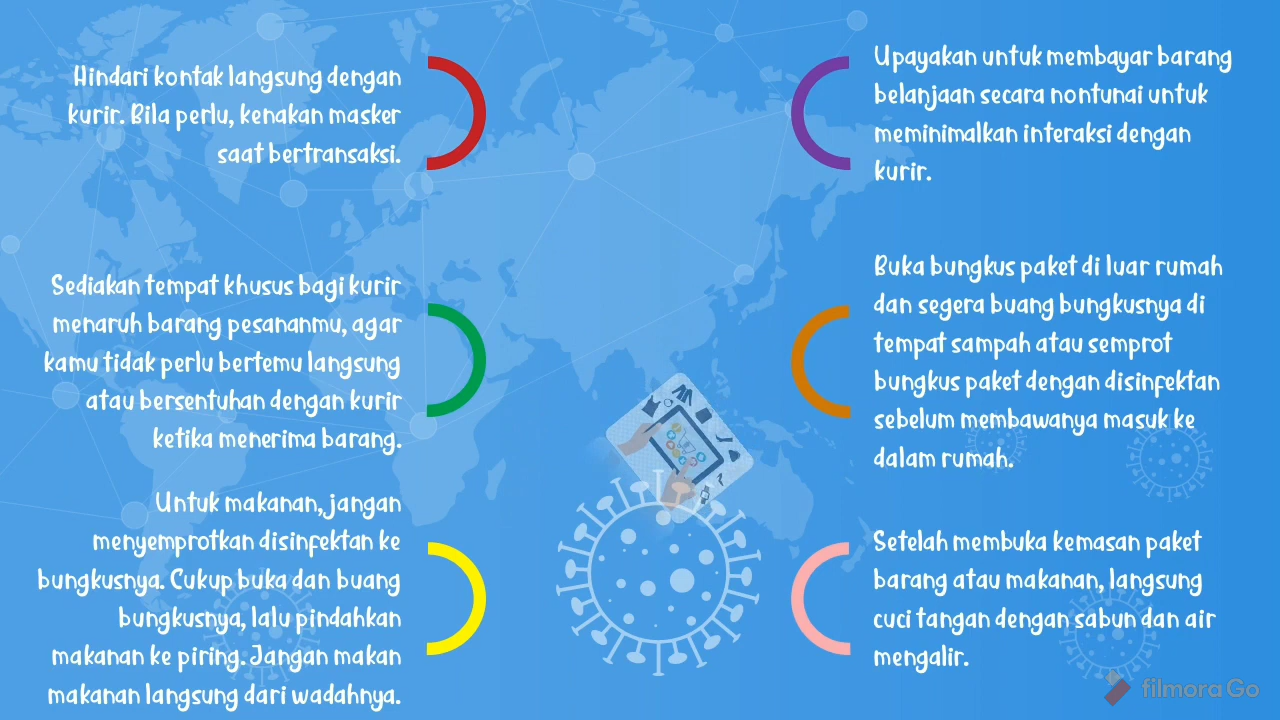 Hindari kontak langsung dengan
kurir. Bila perlu, kenakan masker
saat bertransaksi.
Sediakan tempat khusus bagi kurir
menaruh barang pesananmu, agar
kamu tidak perlu bertemu langsung
atau bersentuhan dengan kurir
ketika menerima barang.
Untuk makanan, jangan
menyemprotkan disinfektan ke
bungkusnya. Cukup buka dan buang
bungkusnya, lalu pindahkan
makanan ke piring. Jangan makan
makanan langsung dari wadahnya.
Upayakan untuk membayar barang
belanjaan secara nontunai untuk
meminimalkan interaksi dengan
kurir.
Buka bungkus paket di luar rumah
dan segera buang bungkusnya di
tempat sampah atau semprot
bungkus paket dengan disinfektan
sebelum membawanya masuk ke
dalam rumah.
Setelah membuka kemasan paket
barang atau makanan, langsung
cuci tangan dengan sabun dan air
mengalir.
filmora Go